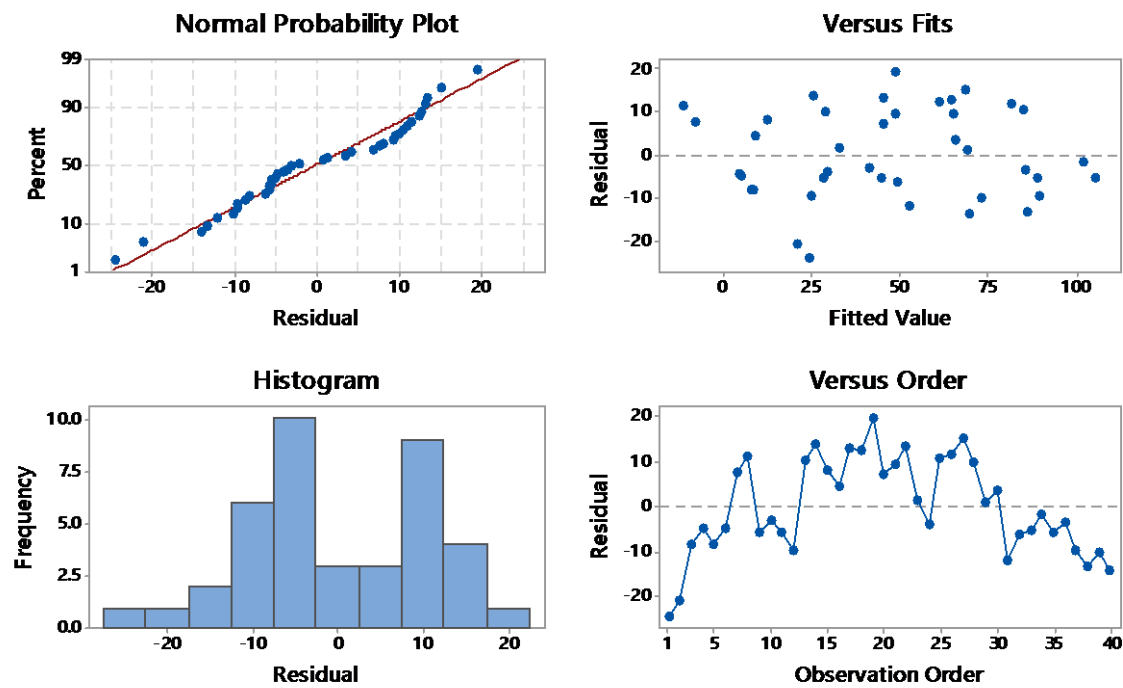 Normal Probability Plot
99
90
50
10
1
Percent
-20 -10 0 10 20
Residual
Versus Fits
20
10
0
-10
-20
Residual
0 25 50 75 100
Fitted Value
Histogram
10.0
7.5
5.0
2.5
0.0
Frequency
-20 -10 0 10 20
Residual
Versus Order
20
10
0
-10
-20
Residual
1 5 10 15 20 25 30 35 40
Observation Order